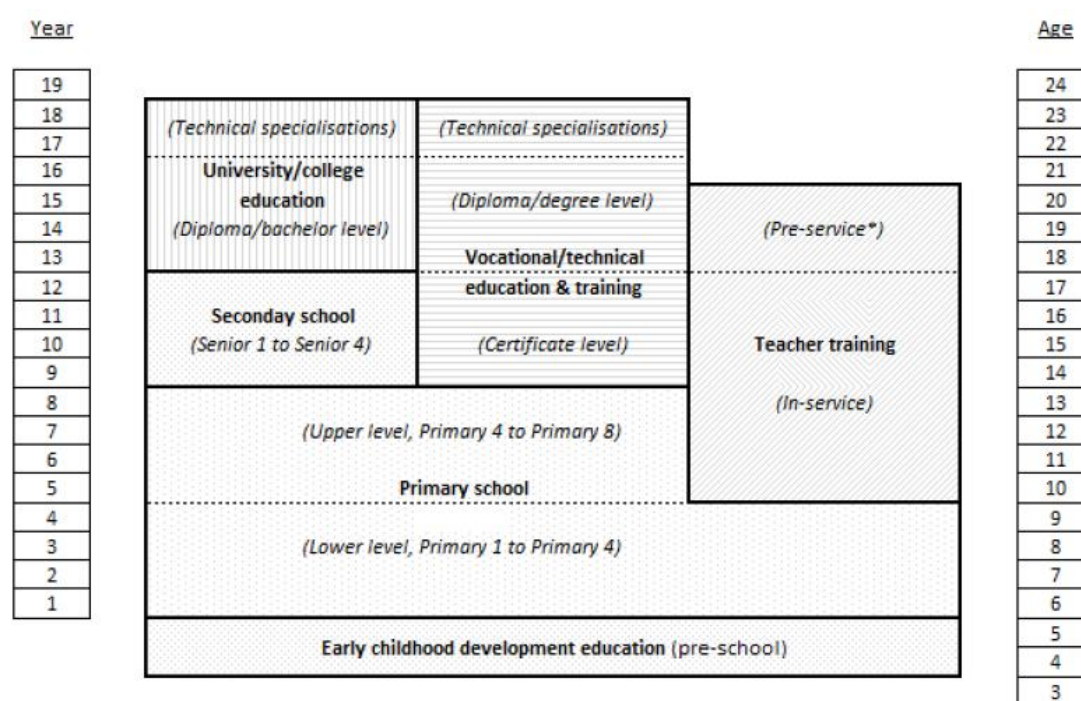 Year
Age
19
24
18
23
(Technical specialisations)
(Technical specialisations)
17
22
16
University/college
21
15
education
(Diploma/degree level)
20
14
(Diploma/bachelor level)
(Pre-service*)
19
13
Vocational/technical
18
12
education & training
17
11
Seconday school
16
10
(Senior 1 to Senior 4)
(Certificate level)
Teacher training
15
9
14
8
(In-service)
13
7
(Upper level, Primary 4 to Primary 8)
12
6
11
5
Primary school
10
4
9
3
(Lower level, Primary 1 to Primary 4)
8
2
7
1
6
Early childhood development education (pre-school)
5
4
3